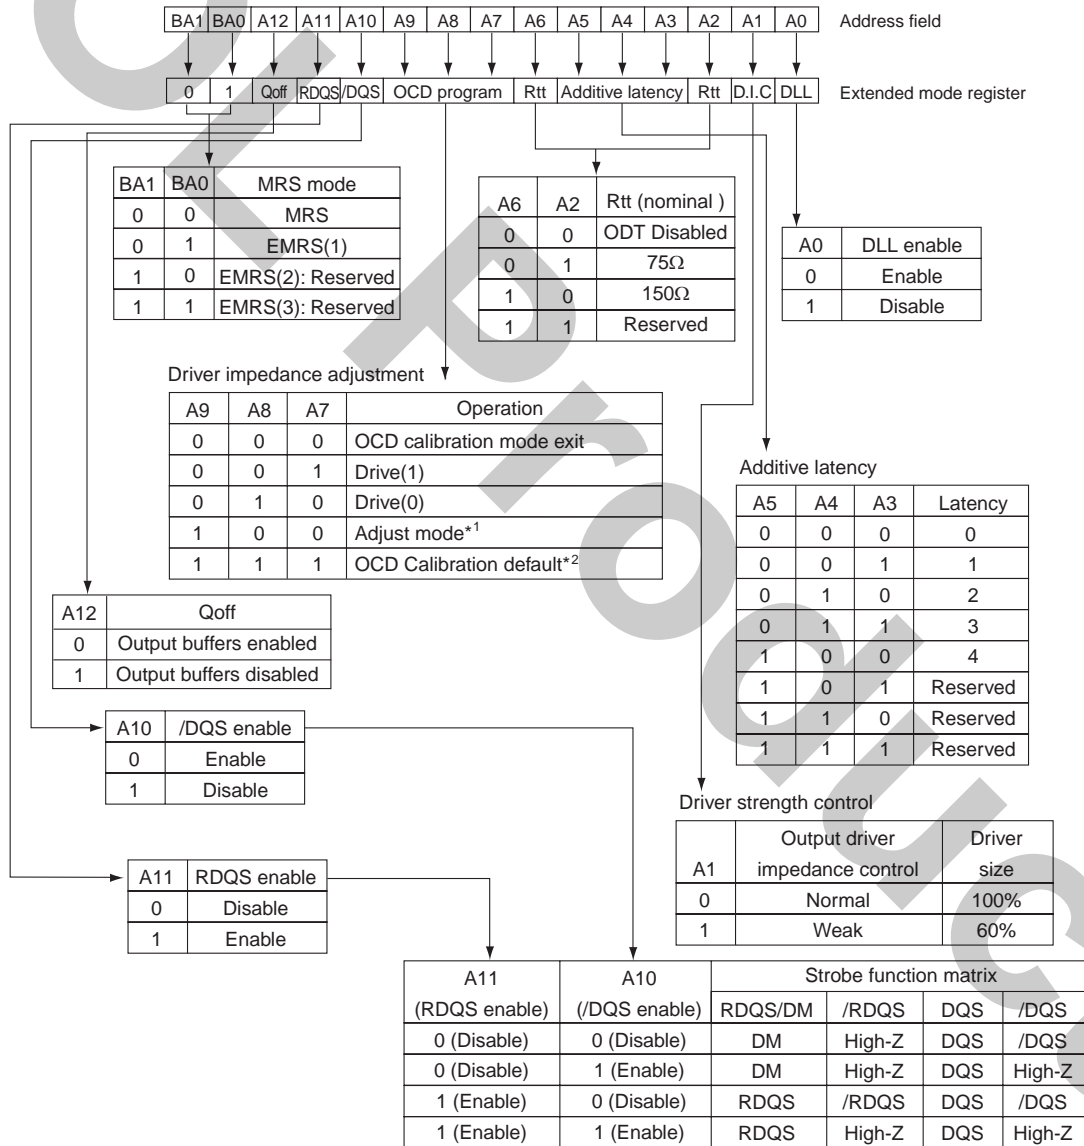 BA1 BA0 A12 A11 A10 A9 A8 A7 A6 A5 A4 A3 A2 A1 A0 Address field
0 1 Qoff RDQS /DQS OCD program Rtt Additive latency Rtt D.I.C DLL Extended mode register
BA1 BA0 MRS mode
0 0 MRS
0 1 EMRS(1)
1 0 EMRS(2): Reserved
1 1 EMRS(3): Reserved
A6 A2 Rtt (nominal )
0 0 ODT Disabled
0 1 75Ω
1 0 150Ω
1 1 Reserved
A0 DLL enable
0 Enable
1 Disable
Driver impedance adjustment
A9 A8 A7 Operation
0 0 0 OCD calibration mode exit
0 0 1 Drive(1)
0 1 0 Drive(0)
1 0 0 Adjust mode*1
1 1 1 OCD Calibration default*2
Additive latency
A5 A4 A3 Latency
0 0 0 0
0 0 1 1
0 1 0 2
0 1 1 3
1 0 0 4
1 0 1 Reserved
1 1 0 Reserved
1 1 1 Reserved
A12 Qoff
0 Output buffers enabled
1 Output buffers disabled
A10 /DQS enable
0 Enable
1 Disable
Driver strength control
A1 Output driver impedance control Driver size
0 Normal 100%
1 Weak 60%
A11 RDQS enable
0 Disable
1 Enable
A11 A10 Strobe function matrix
(RDQS enable) (/DQS enable) RDQS/DM /RDQS DQS /DQS
0 (Disable) 0 (Disable) DM High-Z DQS /DQS
0 (Disable) 1 (Enable) DM High-Z DQS High-Z
1 (Enable) 0 (Disable) RDQS /RDQS DQS /DQS
1 (Enable) 1 (Enable) RDQS High-Z DQS High-Z